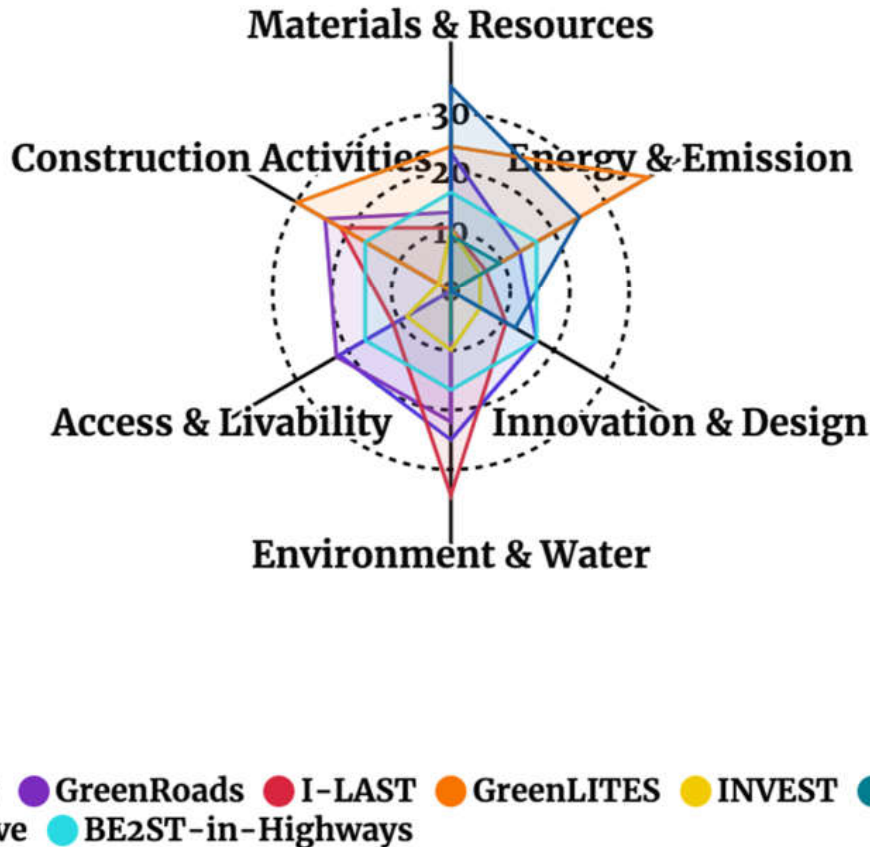 Materials & Resources
30
Construction Activities
Energy & Emission
20
10
Access & Livability
Innovation & Design
Environment & Water
GreenRoads I-LAST GreenLITES INVEST
ve BE2ST-in-Highways